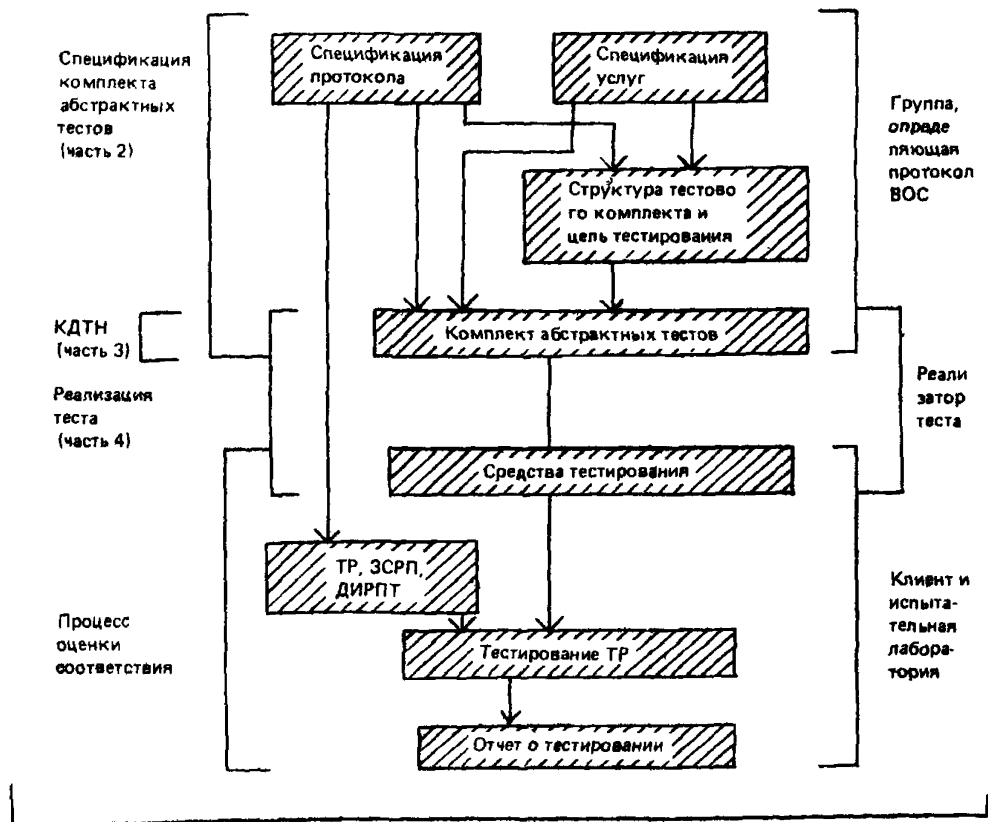 Спецификация
комплекта
абстрактных
тестов
(часть 2)
Спецификация
протокола
Спецификация
услуг
Группа,
опреде
ляющая
протокол
ВОС
Структура тестово
го комплекта и
цель тестирования
КДТН
(часть 3)
Комплект абстрактных тестов
Реализация
теста
(часть 4)
Реали
затор
теста
Средства тестирования
ТР, ЗСРП,
ДИРПТ
Процесс
оценки
соответствия
Клиент и
испыта-
тельная
лабора-
тория
Тестирование ТР
Отчет о тестировании